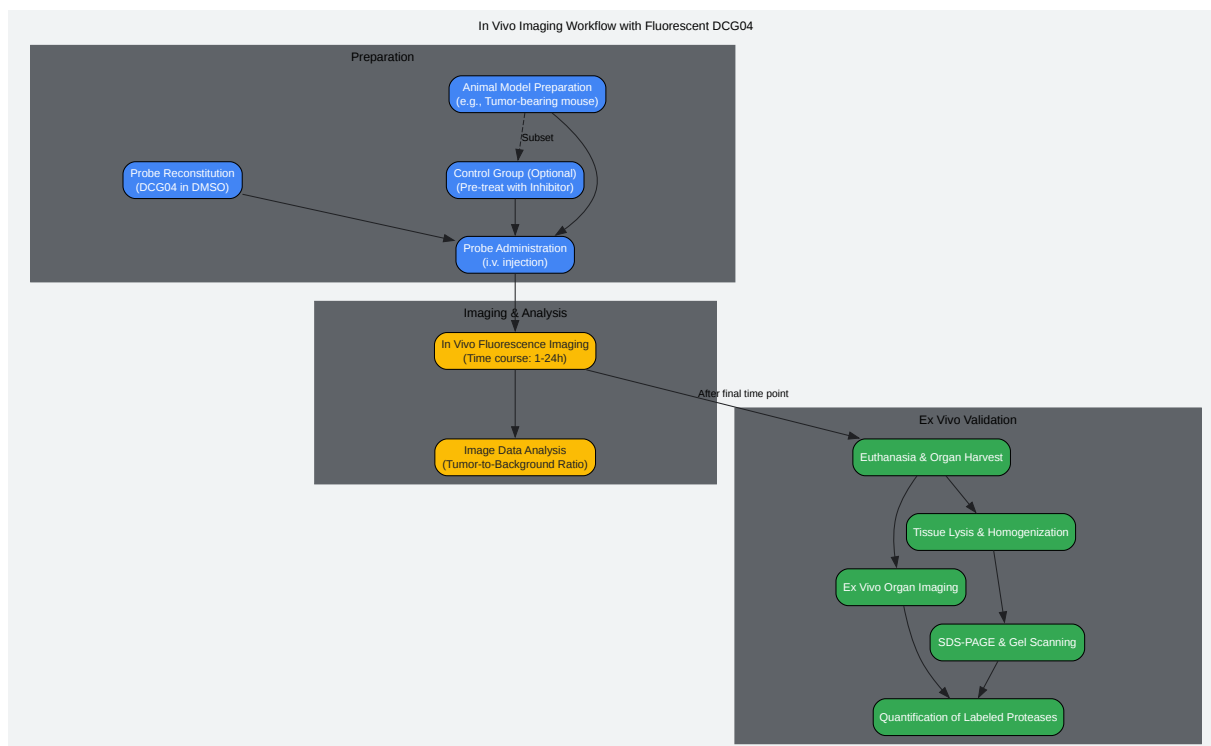 In Vivo Imaging Workflow with Fluorescent DCG04
Preparation
Animal Model Preparation
(e.g., Tumor-bearing mouse)
Subset
Probe Reconstitution
(DCG04 in DMSO)
Control Group (Optional)
(Pre-treat with Inhibitor)
Probe Administration
(i.v. injection)
Imaging & Analysis
In Vivo Fluorescence Imaging
(Time course: 1-24h)
After final time point
Image Data Analysis
(Tumor-to-Background Ratio)
Ex Vivo Validation
Euthanasia & Organ Harvest
Tissue Lysis & Homogenization
Ex Vivo Organ Imaging
SDS-PAGE & Gel Scanning
Quantification of Labeled Proteases